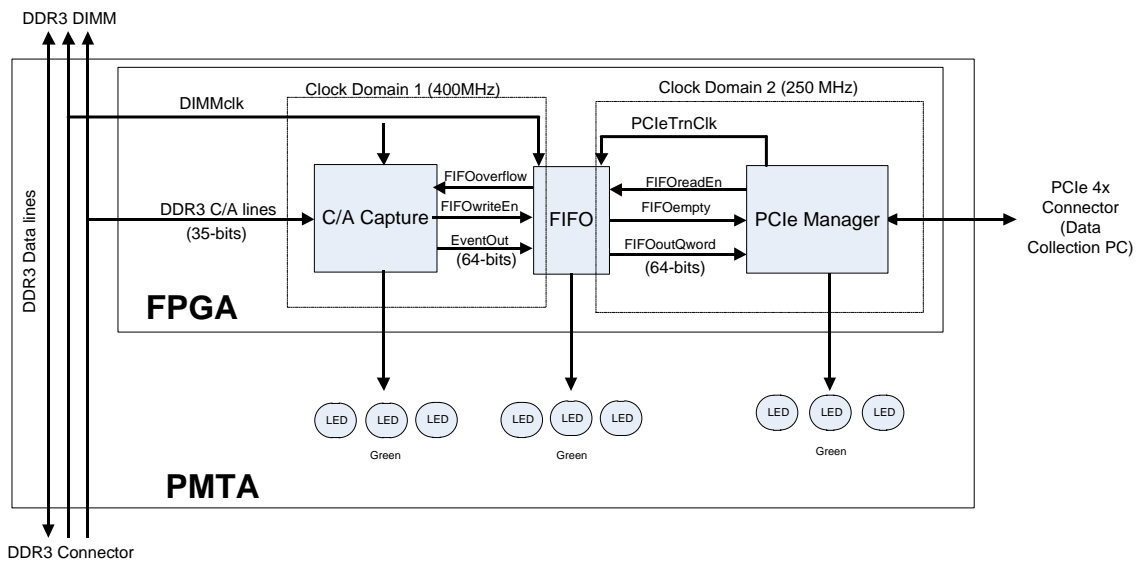 DDR3 DIMM
Clock Domain 1 (400MHz)
Clock Domain 2 (250 MHz)
DIMMclk
PCIeTrnClk
DDR3 Data lines
DDR3 C/A lines
(35-bits)
C/A Capture
FIFOoverflow
FIFOwriteEn
EventOut
(64-bits)
FIFO
FIFOreadEn
FIFOempty
FIFOoutQword
(64-bits)
PCIe Manager
PCIe 4x
Connector
(Data
Collection PC)
FPGA
LED LED LED
LED LED LED
LED LED LED
Green
Green
Green
PMTA
DDR3 Connector